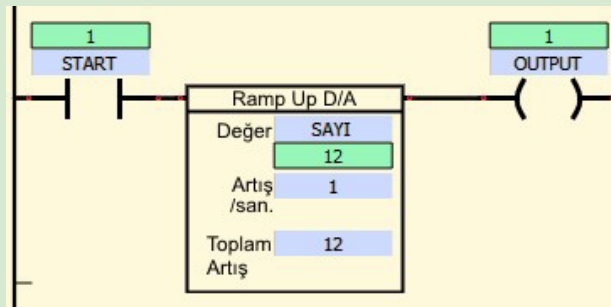 1
START
1
OUTPUT
Ramp Up D/A
Değer SAYI
12
Artış 1
/san.
Toplam 12
Artış